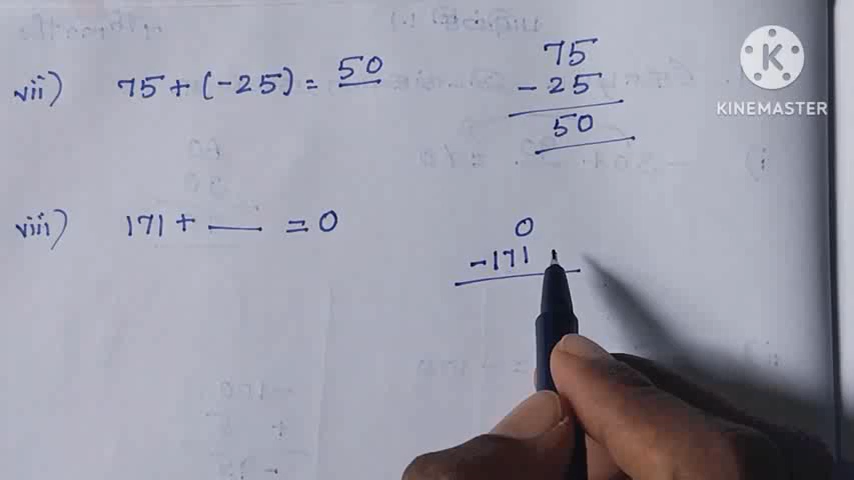 vii) 75 + (-25) = 50
75
- 25
50
viii) 171 + ___ = 0
0
- 171
KINEMASTER